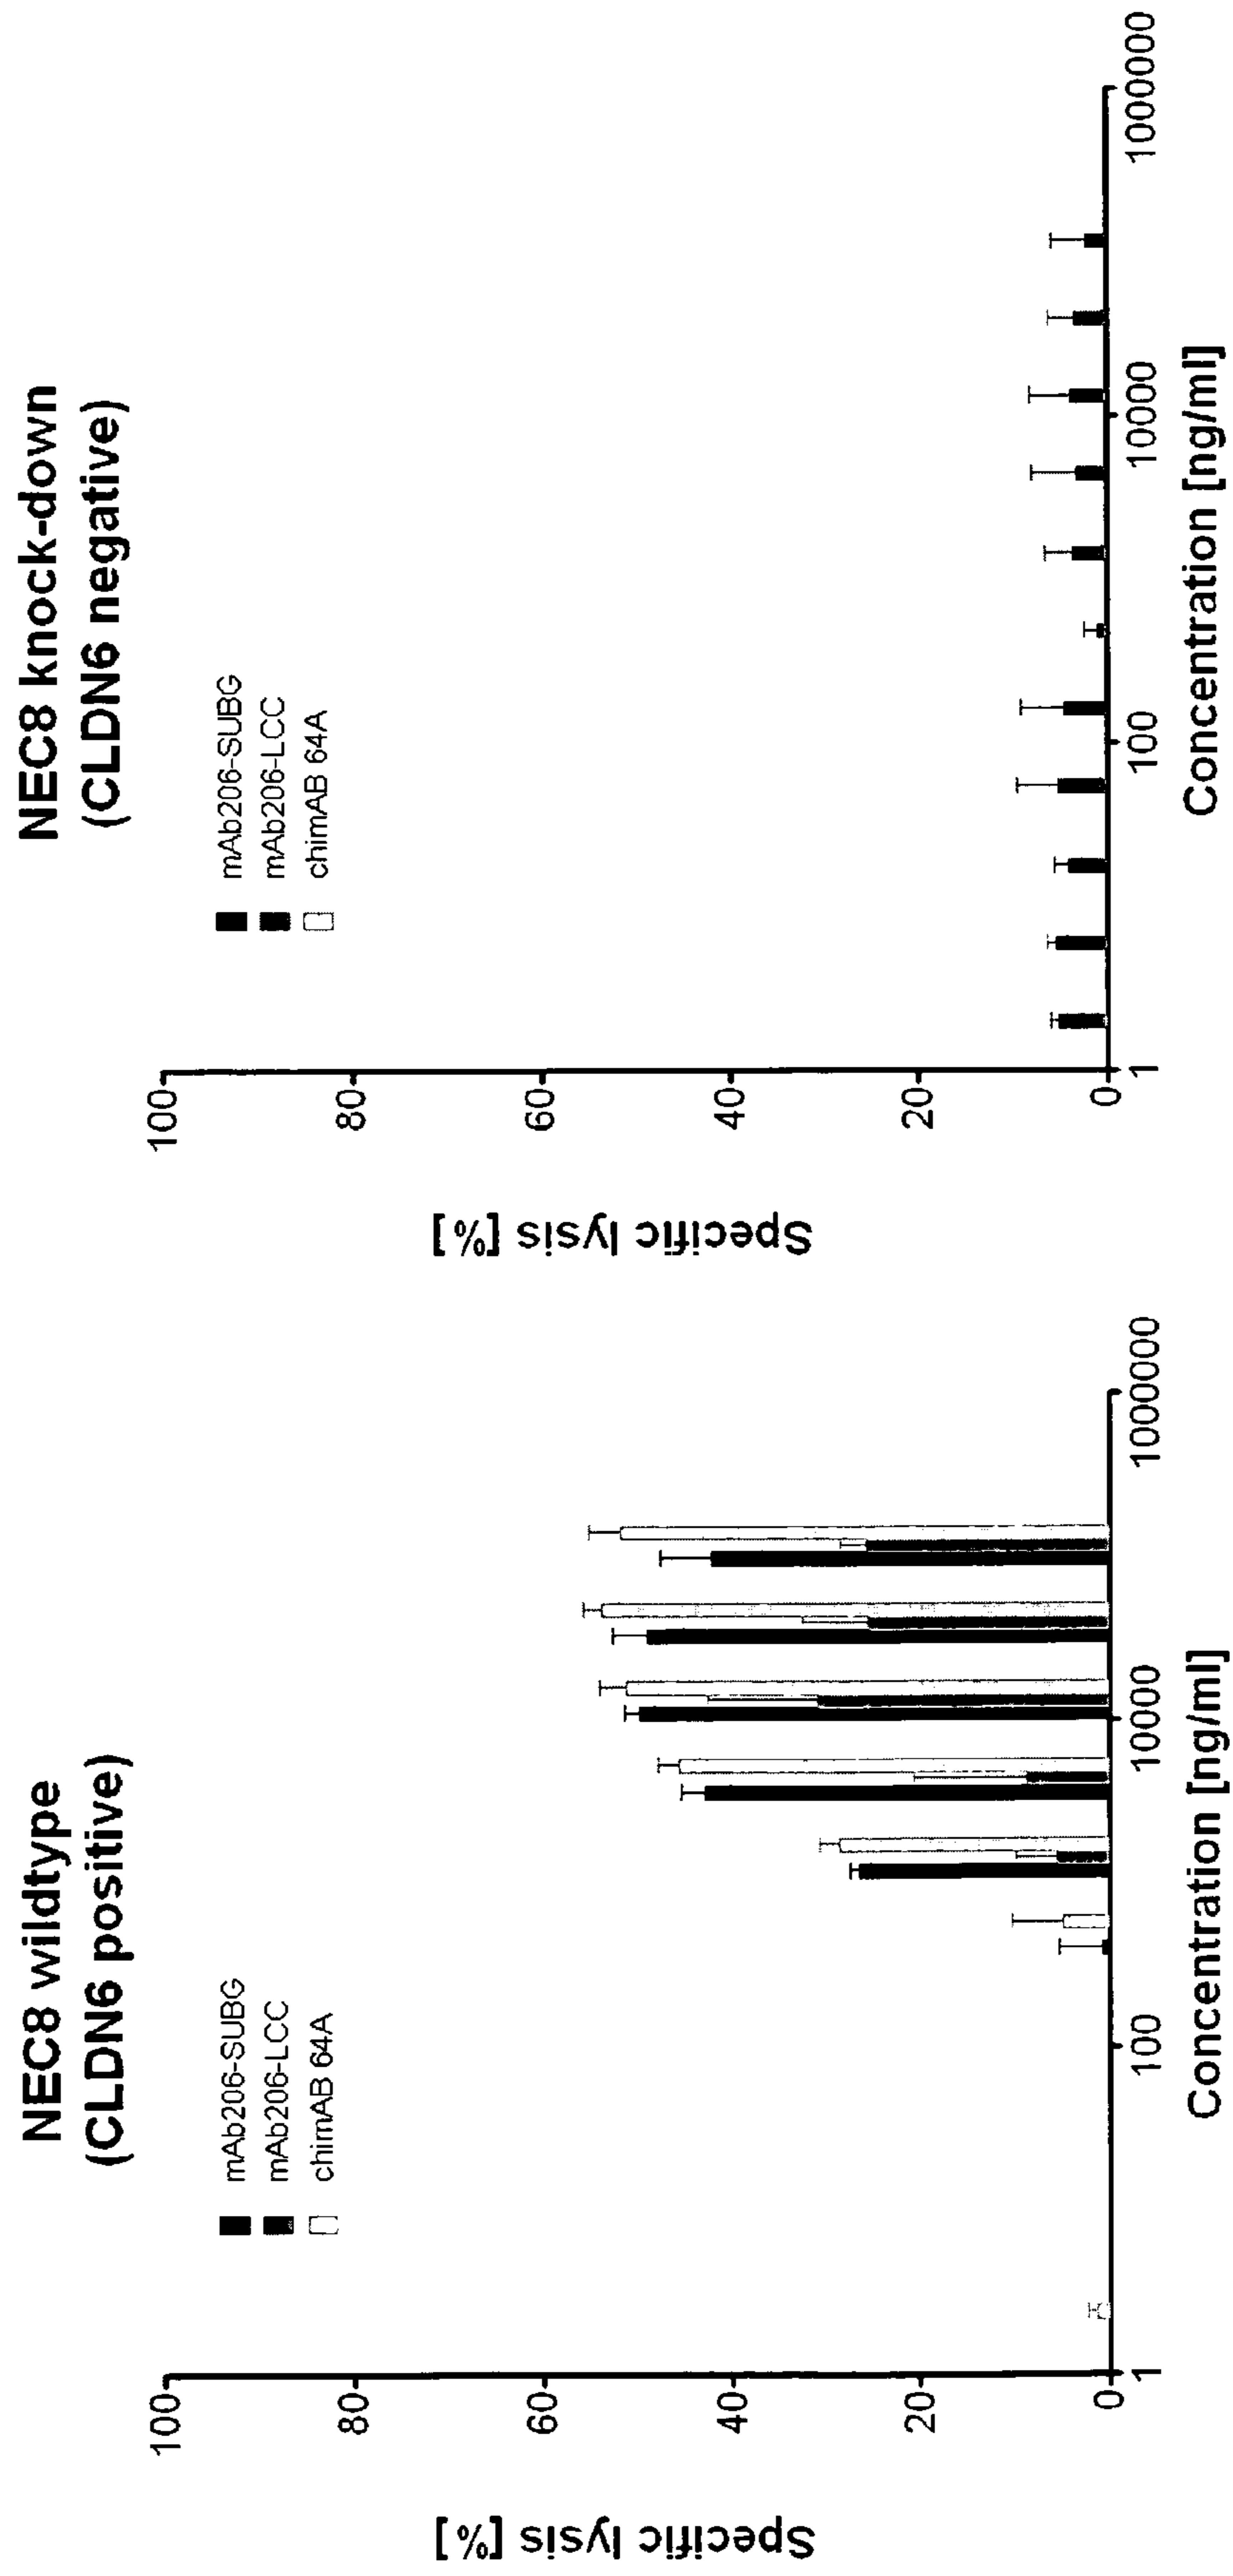 NEC8 wildtype
(CLDN6 positive)
mAb206-SUBG
mAb206-LCC
chimAB 64A
Specific lysis [%]
100
80
60
40
20
0
1
100
10000
1000000
Concentration [ng/ml]
NEC8 knock-down
(CLDN6 negative)
mAb206-SUBG
mAb206-LCC
chimAB 64A
Specific lysis [%]
100
80
60
40
20
0
1
100
10000
1000000
Concentration [ng/ml]